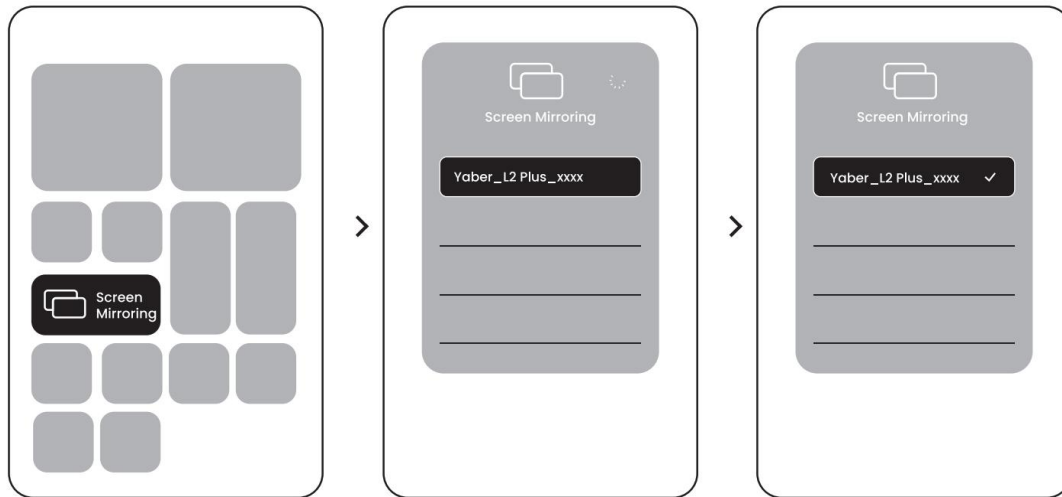 Screen
Mirroring
Screen Mirroring
Yaber_L2 Plus_xxxx
Screen Mirroring
Yaber_L2 Plus_xxxx